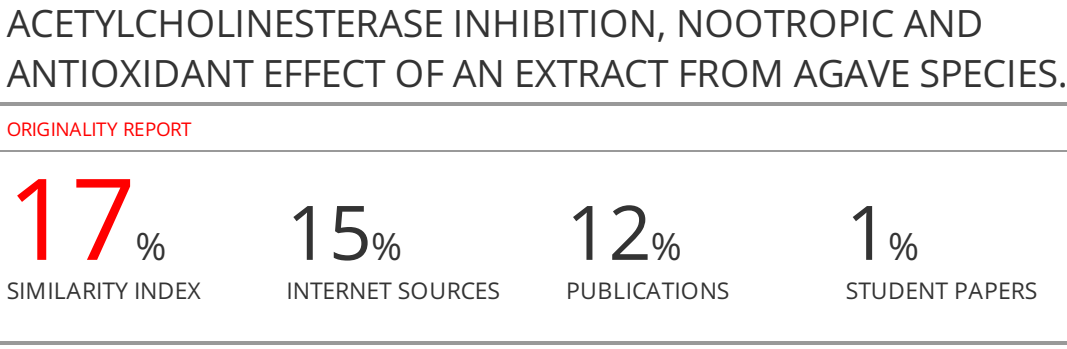 ACETYLCHOLINESTERASE INHIBITION, NOOTROPIC AND
ANTIOXIDANT EFFECT OF AN EXTRACT FROM AGAVE SPECIES.
ORIGINALITY REPORT
17% 15% 12% 1%
SIMILARITY INDEX INTERNET SOURCES PUBLICATIONS STUDENT PAPERS